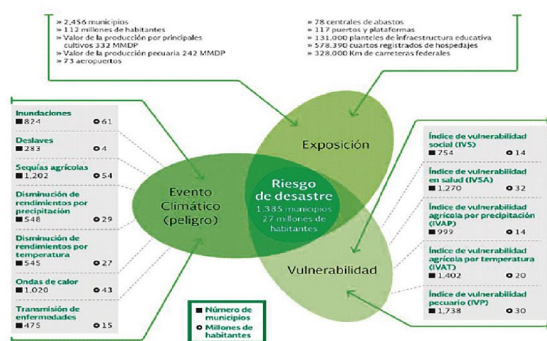 » 2,456 municipios
» 112 millones de habitantes
» Valor de la producción por principales
cultivos 332 MMDP
» Valor de la producción pecuaria 242 MMDP
» 73 aeropuertos
» 78 centrales de abastos
» 117 puertos y plataformas
» 131,000 planteles de infraestructura educativa
» 578,390 cuartos registrados de hospedajes
» 328,000 Km de carreteras federales
Inundaciones
■ 824 ● 61
Deslaves
■ 283 ● 4
Sequías agrícolas
■ 1,202 ● 54
Disminución de
rendimientos por
precipitación
■ 548 ● 29
Disminución de
rendimientos por
temperatura
■ 545 ● 27
Ondas de calor
■ 1,020 ● 43
Transmisión de
enfermedades
■ 475 ● 15
Exposición
Evento
Climático
(peligro)
Riesgo
de desastre
1,385 municipios
27 millones de
habitantes
Vulnerabilidad
■ Número de
municipios
● Millones de
habitantes
Índice de vulnerabilidad
social (IVS)
■ 754 ● 14
Índice de vulnerabilidad
en salud (IVSA)
■ 1,270 ● 32
Índice de vulnerabilidad
agrícola por precipitación
(IVAP)
■ 999 ● 14
Índice de vulnerabilidad
agrícola por temperatura
(IVAT)
■ 1,402 ● 20
Índice de vulnerabilidad
pecuario (IVP)
■ 1,738 ● 30